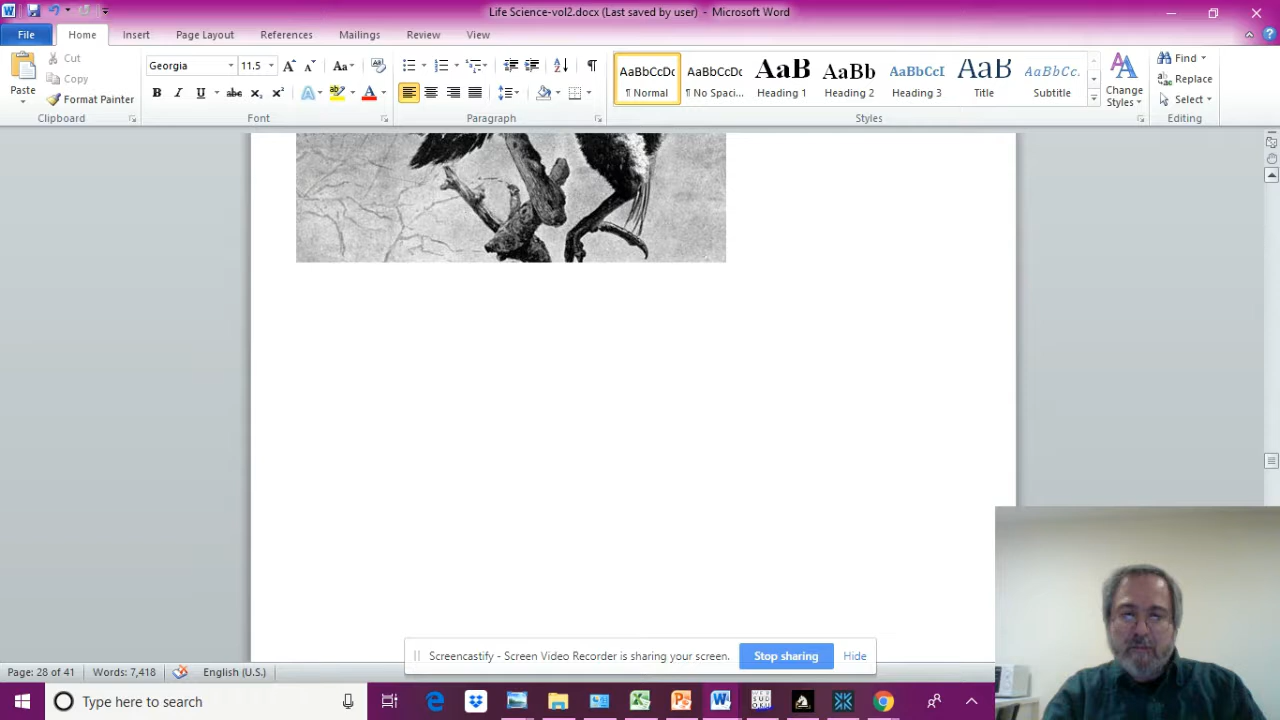 Life Science-vol2.docx (Last saved by user) - Microsoft Word
File Home Insert Page Layout References Mailings Review View
Paste
Cut
Copy
Format Painter
Clipboard
Georgia 11.5
Font
Paragraph
AaBbCcDc AaBbCcDc AaB AaBb AaBbCcI AaB AaBbCc.
¶ Normal ¶ No Spaci... Heading 1 Heading 2 Heading 3 Title Subtitle
Change Styles
Styles
Find
Replace
Select
Editing
Screencastify - Screen Video Recorder is sharing your screen. Stop sharing Hide
Page: 28 of 41 Words: 7,418 English (U.S.)
Type here to search